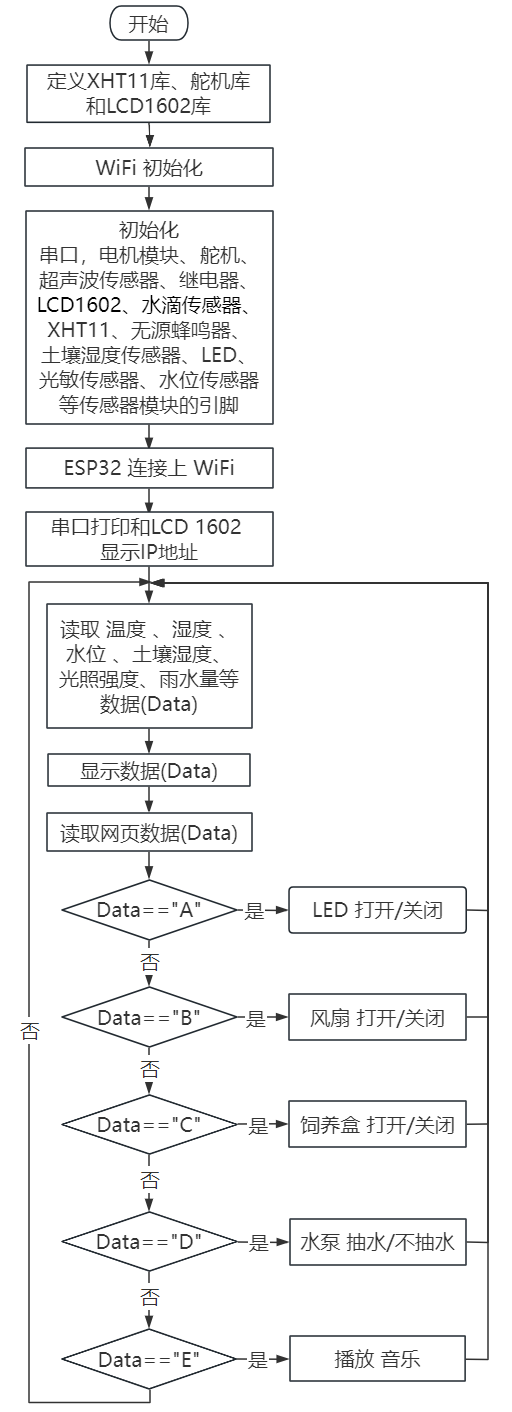 开始
定义XHT11库、舵机库
和LCD1602库
WiFi 初始化
初始化
串口，电机模块、舵机、
超声波传感器、继电器、
LCD1602、水滴传感器、
XHT11、无源蜂鸣器、
土壤湿度传感器、LED、
光敏传感器、水位传感器
等传感器模块的引脚
ESP32 连接上 WiFi
串口打印和LCD 1602
显示IP地址
读取 温度 、湿度 、
水位 、土壤湿度、
光照强度、雨水量等
数据(Data)
显示数据(Data)
读取网页数据(Data)
Data=="A"
是
LED 打开/关闭
否
Data=="B"
是
风扇 打开/关闭
否
否
Data=="C"
是
饲养盒 打开/关闭
否
Data=="D"
是
水泵 抽水/不抽水
否
Data=="E"
是
播放 音乐